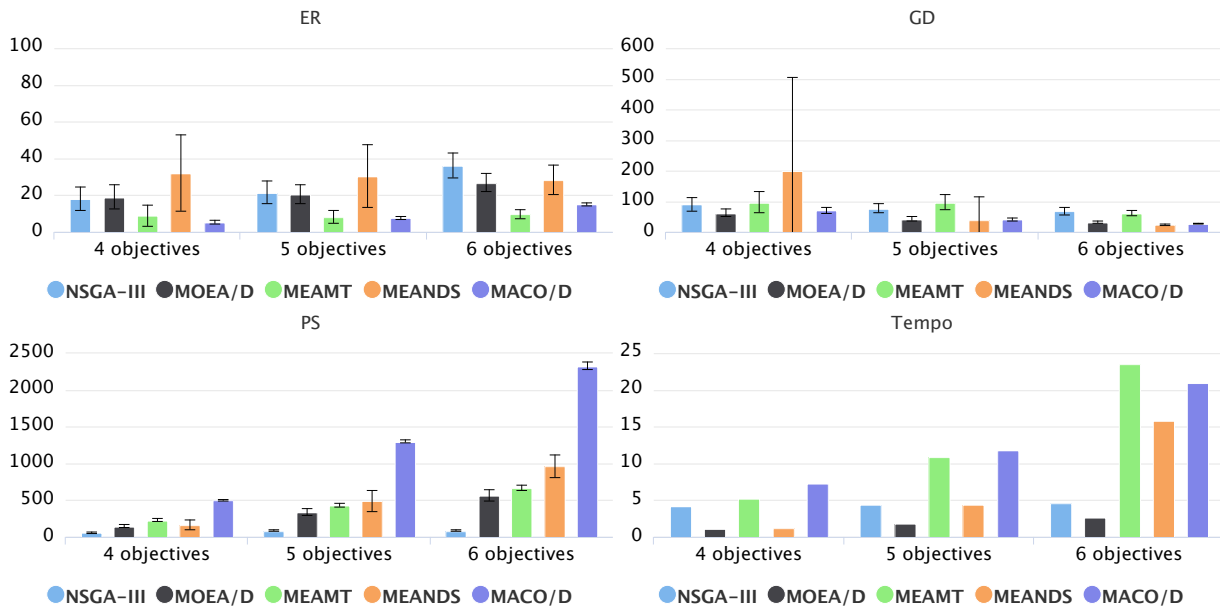 ER
100
80
60
40
20
0
4 objectives 5 objectives 6 objectives
NSGA-III MOEA/D MEAMT MEANDS MACO/D
GD
600
500
400
300
200
100
0
4 objectives 5 objectives 6 objectives
NSGA-III MOEA/D MEAMT MEANDS MACO/D
PS
2500
2000
1500
1000
500
0
4 objectives 5 objectives 6 objectives
NSGA-III MOEA/D MEAMT MEANDS MACO/D
Tempo
25
20
15
10
5
0
4 objectives 5 objectives 6 objectives
NSGA-III MOEA/D MEAMT MEANDS MACO/D